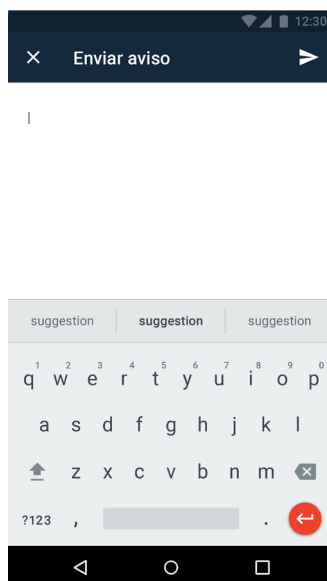 12:30
Enviar aviso
suggestion suggestion suggestion
1 2 3 4 5 6 7 8 9 0
q w e r t y u i o p
a s d f g h j k l
z x c v b n m
?123 , .